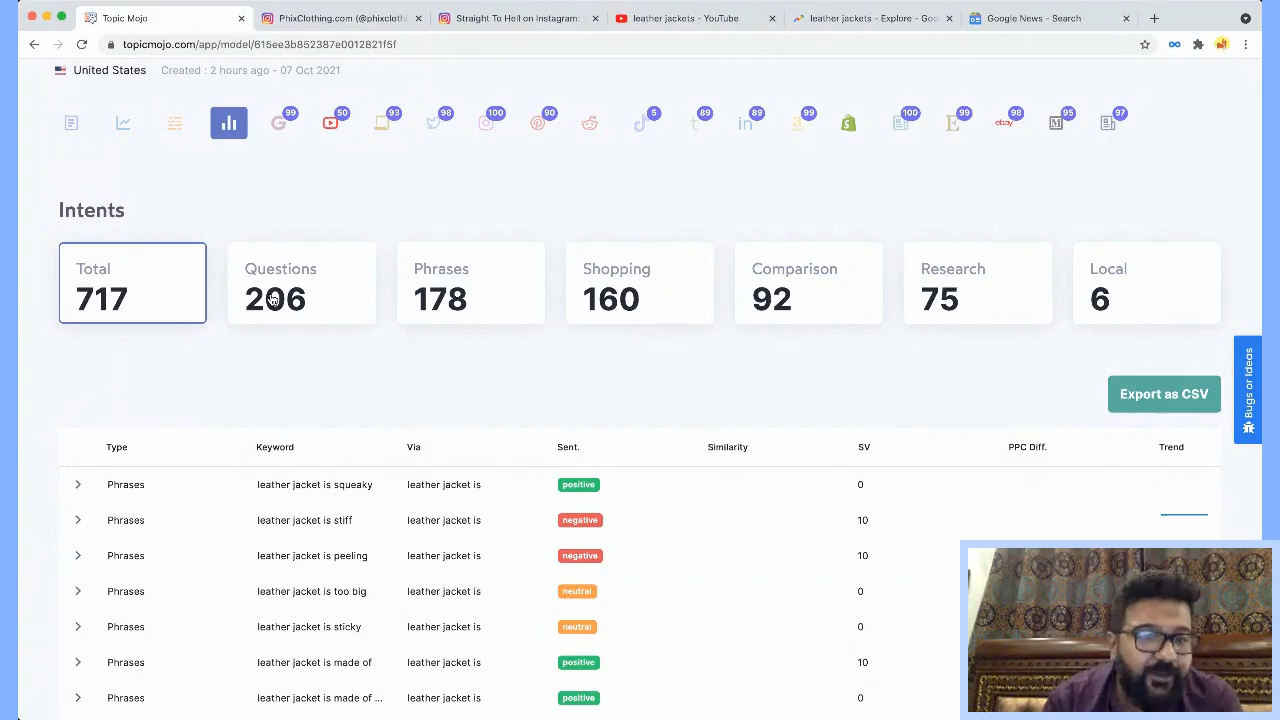 Topic Mojo
PhixClothing.com (@phixclothi
Straight To Hell on Instagram:
leather jackets - YouTube
leather jackets - Explore - Goo
Google News - Search
topicmojo.com/app/model/615ee3b852387e0012821f5f
United States Created : 2 hours ago - 07 Oct 2021
99 50 93 98 100 90 5 89 89 99 100 99 98 95 97
Intents
Total Questions Phrases Shopping Comparison Research Local
717 206 178 160 92 75 6
Bugs or Ideas
Export as CSV
Type Keyword Via Sent. Similarity SV PPC Diff. Trend
Phrases leather jacket is squeaky leather jacket is positive 0
Phrases leather jacket is stiff leather jacket is negative 10
Phrases leather jacket is peeling leather jacket is negative 10
Phrases leather jacket is too big leather jacket is neutral 0
Phrases leather jacket is sticky leather jacket is neutral 0
Phrases leather jacket is made of leather jacket is positive 10
Phrases leather jacket is made of ... leather jacket is positive 0